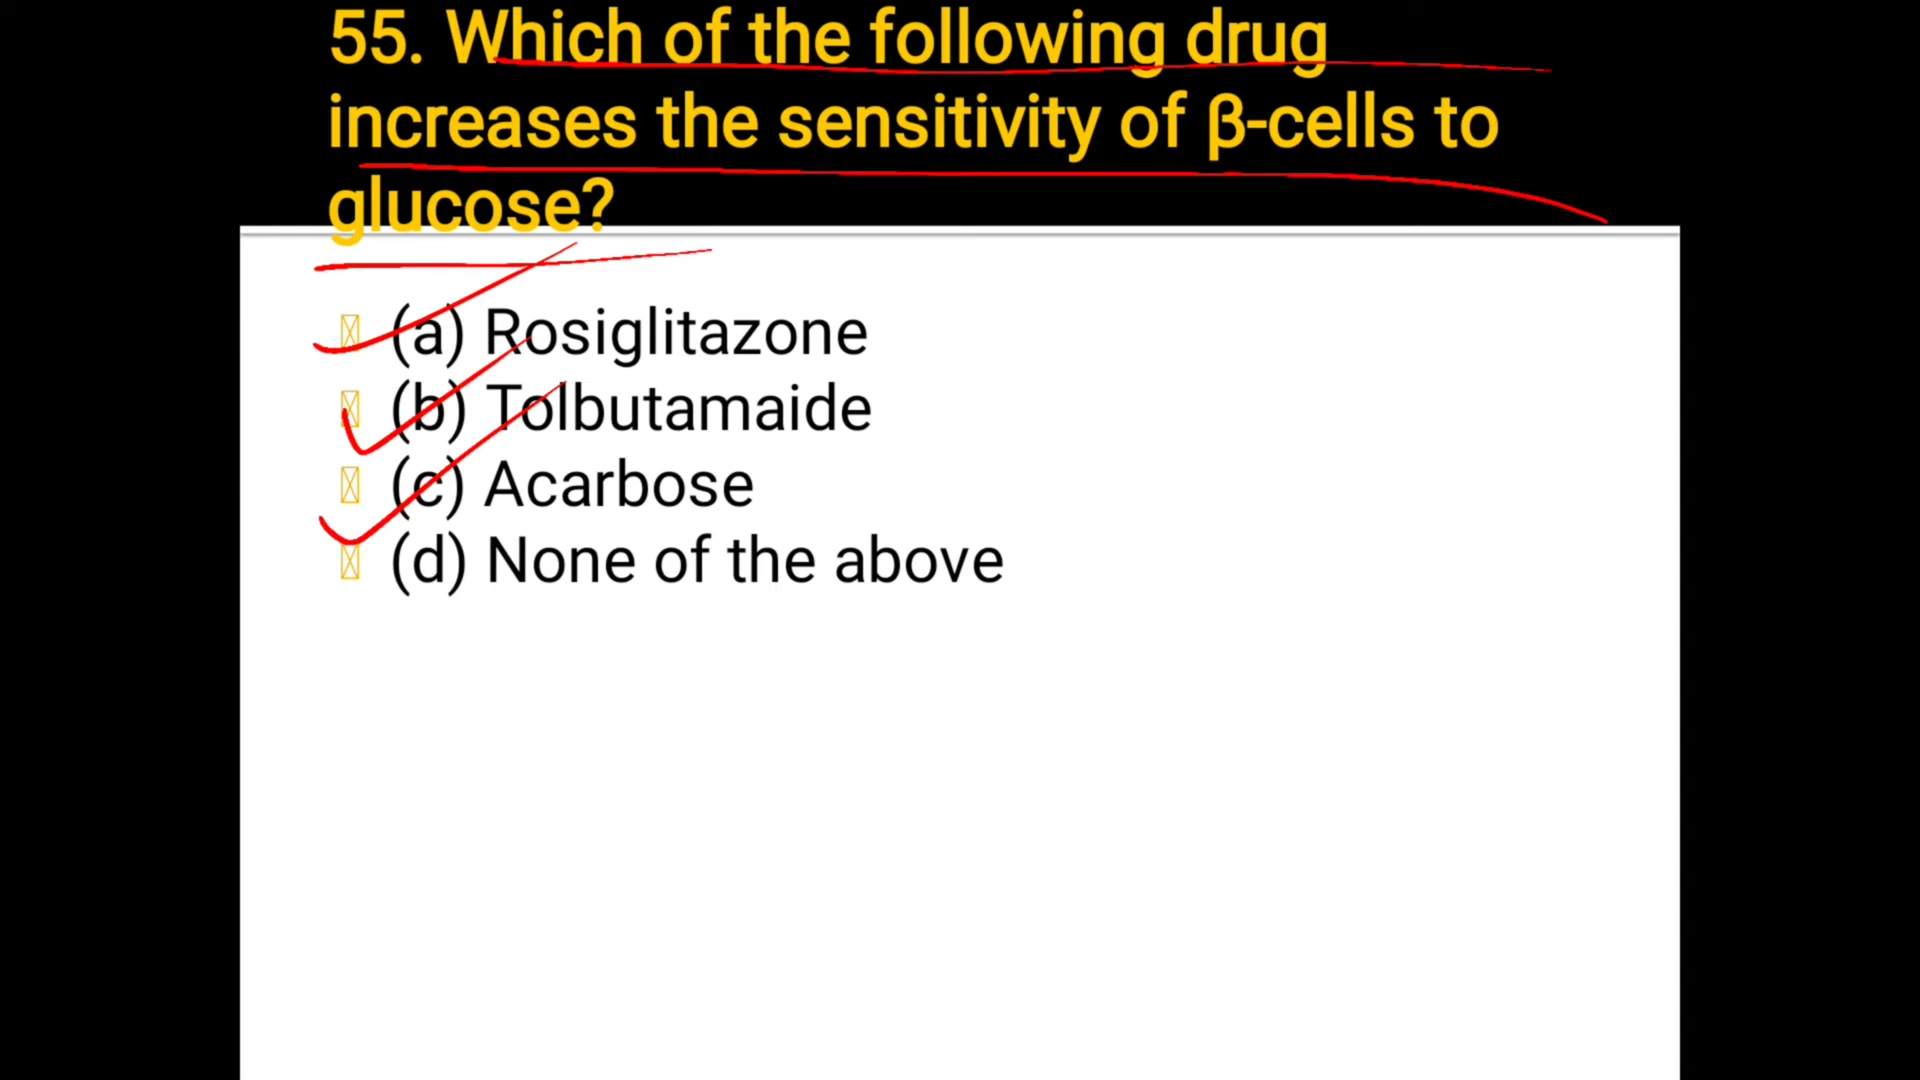 55. Which of the following drug
increases the sensitivity of β-cells to
glucose?
(a) Rosiglitazone
(b) Tolbutamaide
(c) Acarbose
(d) None of the above